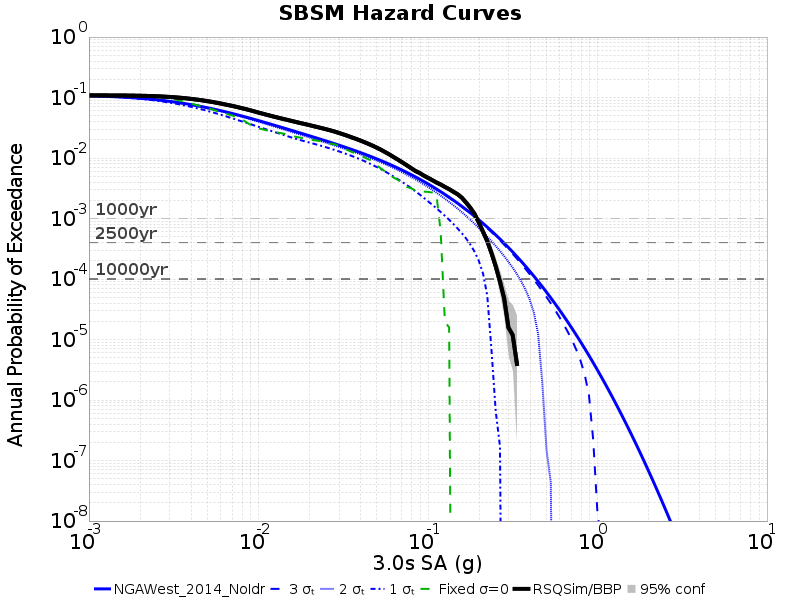 SBSM Hazard Curves
Annual Probability of Exceedance
10^0
10^-1
10^-2
10^-3
10^-4
10^-5
10^-6
10^-7
10^-8
1000yr
2500yr
10000yr
10^-3 10^-2 10^-1 10^0 10^1
3.0s SA (g)
NGAWest_2014_NoIdr 3 σₜ 2 σₜ 1 σₜ Fixed σ=0 RSQSim/BBP 95% conf